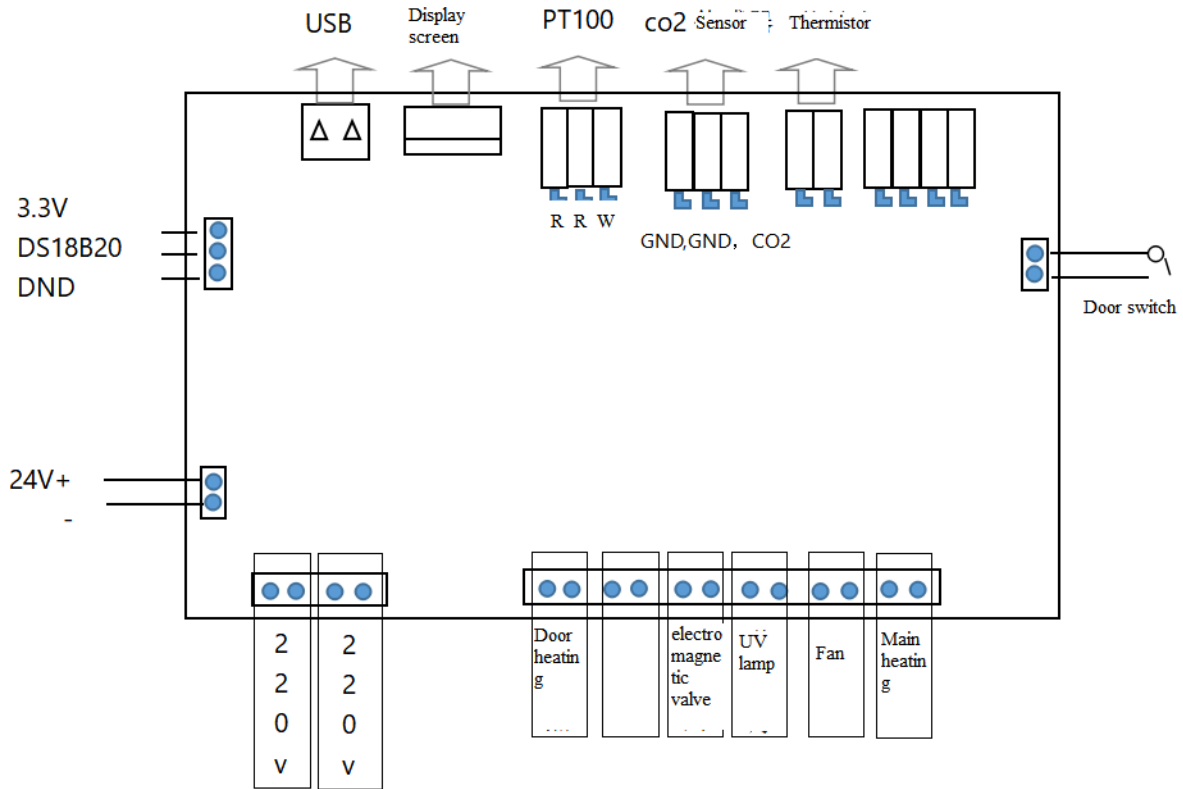 USB
Display
screen
PT100
co2
Sensor
Thermistor
R R W
GND,GND，CO2
3.3V
DS18B20
DND
Door switch
24V+
-
2
2
0
v
2
2
0
v
Door
heatin
g
electro
magne
tic
valve
UV
lamp
Fan
Main
heatin
g